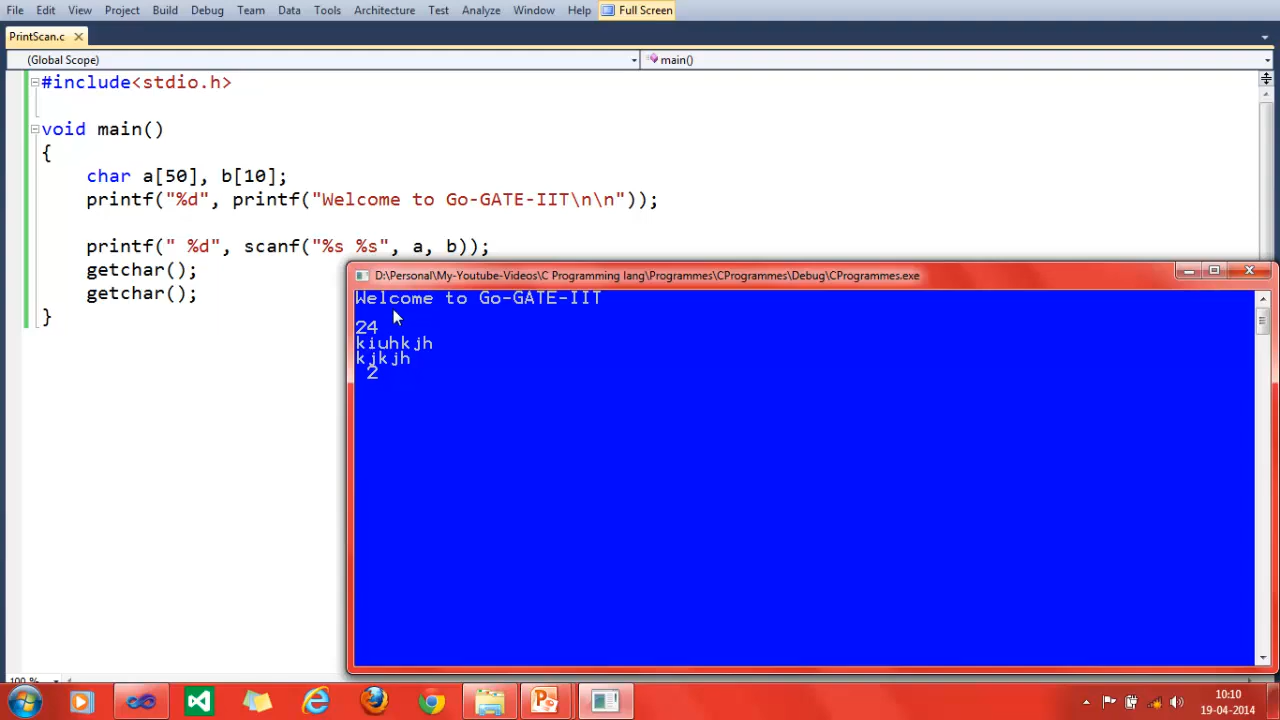 File Edit View Project Build Debug Team Data Tools Architecture Test Analyze Window Help Full Screen
PrintScan.c
(Global Scope) main()
#include<stdio.h>
void main()
{
char a[50], b[10];
printf("%d", printf("Welcome to Go-GATE-IIT\n\n"));
printf(" %d", scanf("%s %s", a, b));
getchar();
getchar();
}
D:\Personal\My-Youtube-Videos\C Programming lang\Programmes\CProgrammes\Debug\CProgrammes.exe
Welcome to Go-GATE-IIT
24
kiuhkjh
kjkjh
2
100 %
10:10
19-04-2014